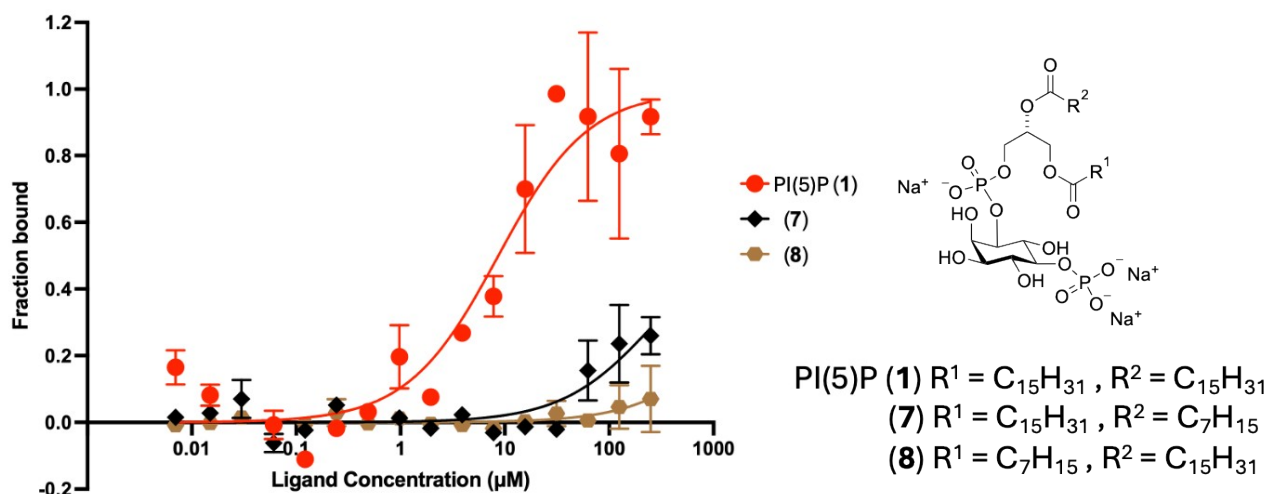 1.2
1.0
0.8
0.6
0.4
0.2
0.0
-0.2
Fraction bound
0.01
0.1
1
10
100
1000
Ligand Concentration (µM)
PI(5)P (1)
(7)
(8)
O
R²
O
O
R¹
O
O
O
P
⁻O
Na⁺
O
HO
HO
OH
OH
O
P
O
O⁻
Na⁺
O⁻
Na⁺
PI(5)P (1) R¹ = C₁₅H₃₁ , R² = C₁₅H₃₁
(7) R¹ = C₁₅H₃₁ , R² = C₇H₁₅
(8) R¹ = C₇H₁₅ , R² = C₁₅H₃₁